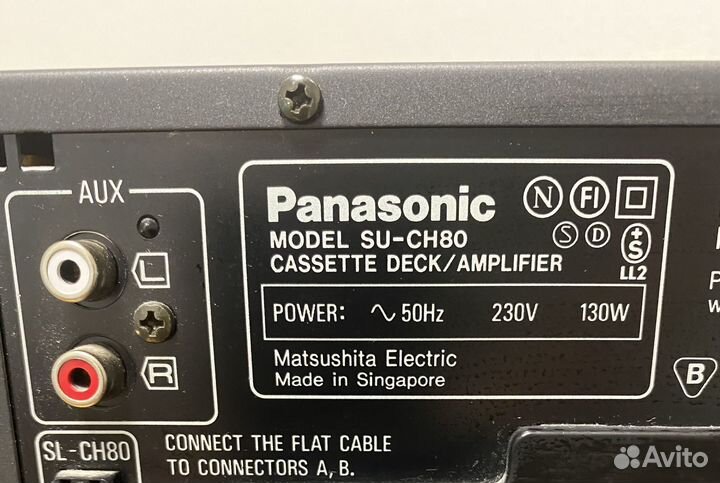 AUX
L
R
Panasonic
MODEL SU-CH80
CASSETTE DECK/AMPLIFIER
N FI
S D
+S
LL2
POWER: ∿ 50Hz 230V 130W
Matsushita Electric
Made in Singapore
B
SL-CH80
CONNECT THE FLAT CABLE
TO CONNECTORS A, B.
Avito